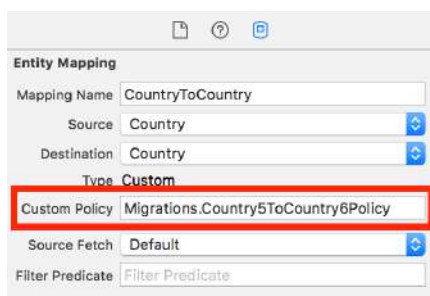 Entity Mapping
Mapping Name CountryToCountry
Source Country
Destination Country
Type Custom
Custom Policy Migrations.Country5ToCountry6Policy
Source Fetch Default
Filter Predicate Filter Predicate